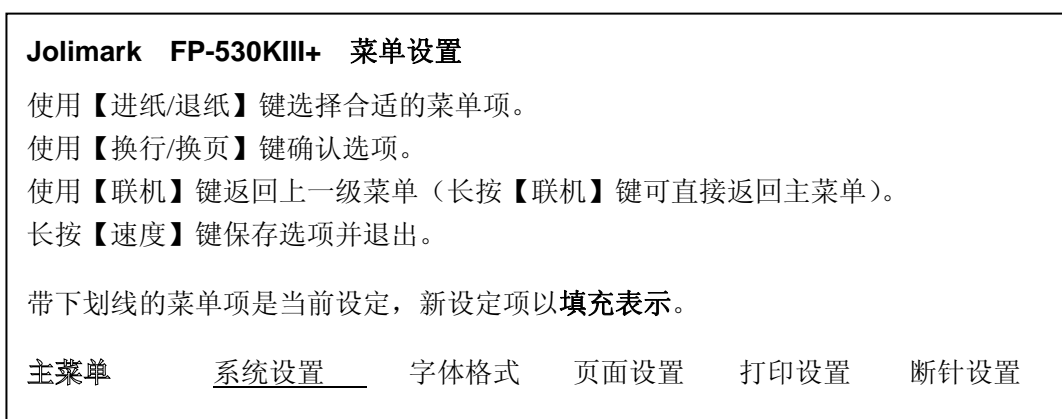 Jolimark FP-530KIII+ 菜单设置
使用【进纸/退纸】键选择合适的菜单项。
使用【换行/换页】键确认选项。
使用【联机】键返回上一级菜单（长按【联机】键可直接返回主菜单）。
长按【速度】键保存选项并退出。
带下划线的菜单项是当前设定，新设定项以填充表示。
主菜单 系统设置 字体格式 页面设置 打印设置 断针设置